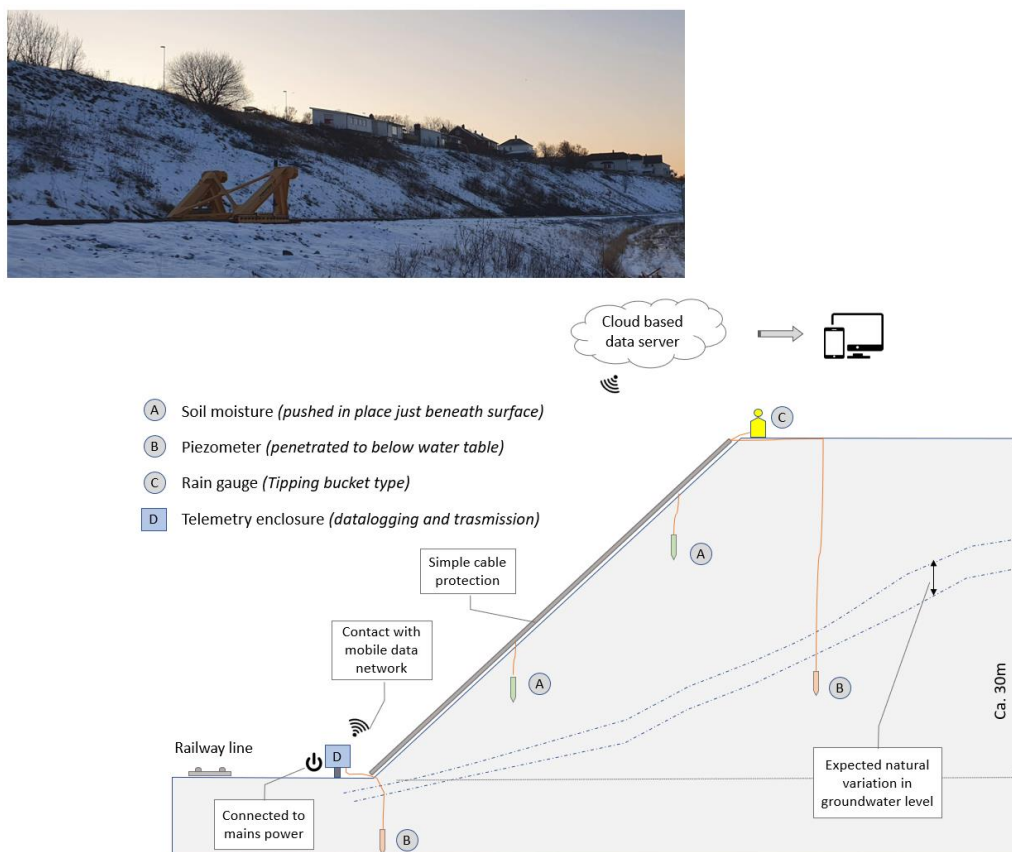 Cloud based
data server
C
A Soil moisture (pushed in place just beneath surface)
B Piezometer (penetrated to below water table)
C Rain gauge (Tipping bucket type)
D Telemetry enclosure (datalogging and trasmission)
A
Simple cable
protection
Contact with
mobile data
network
A
B
Ca. 30m
Railway line
D
Connected to
mains power
B
Expected natural
variation in
groundwater level